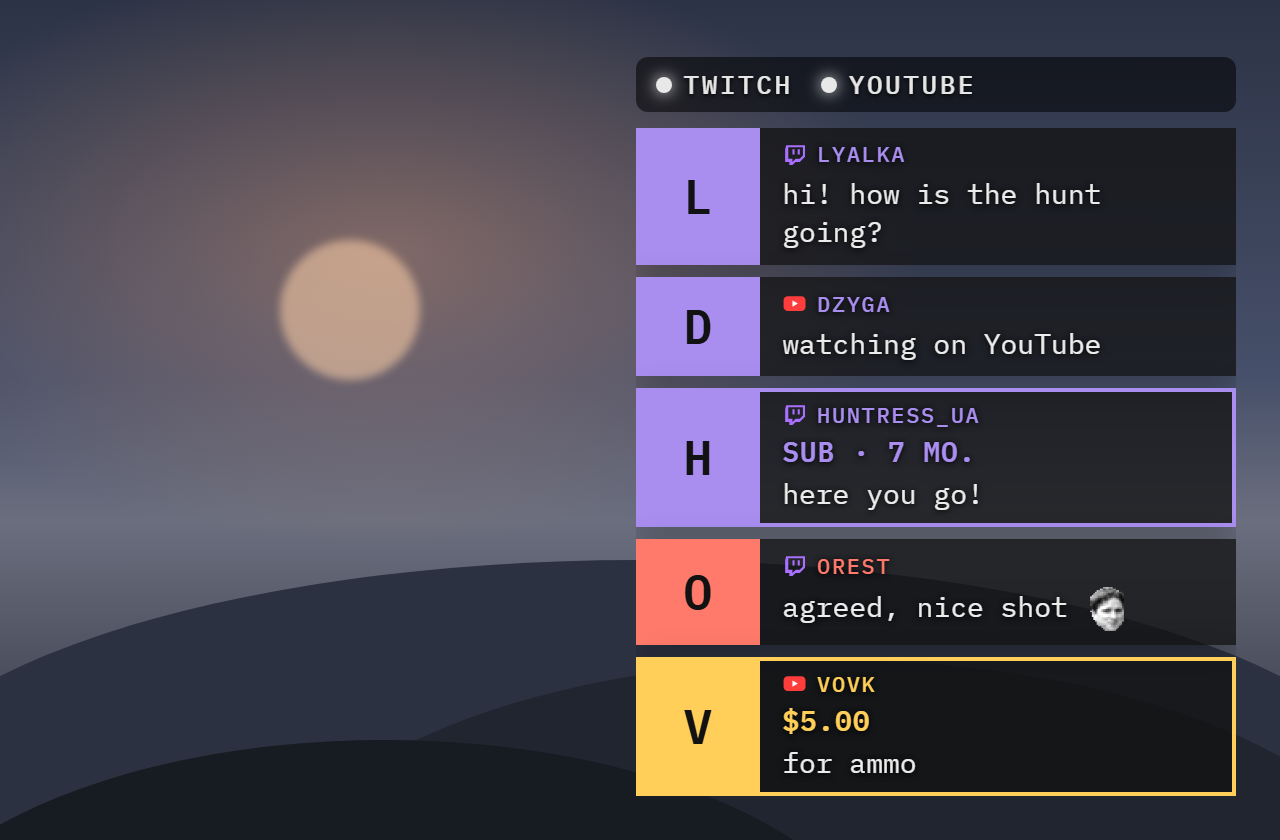 TWITCH YOUTUBE
L
LYALKA
hi! how is the hunt
going?
D
DZYGA
watching on YouTube
H
HUNTRESS_UA
SUB · 7 MO.
here you go!
O
OREST
agreed, nice shot
V
VOVK
$5.00
for ammo